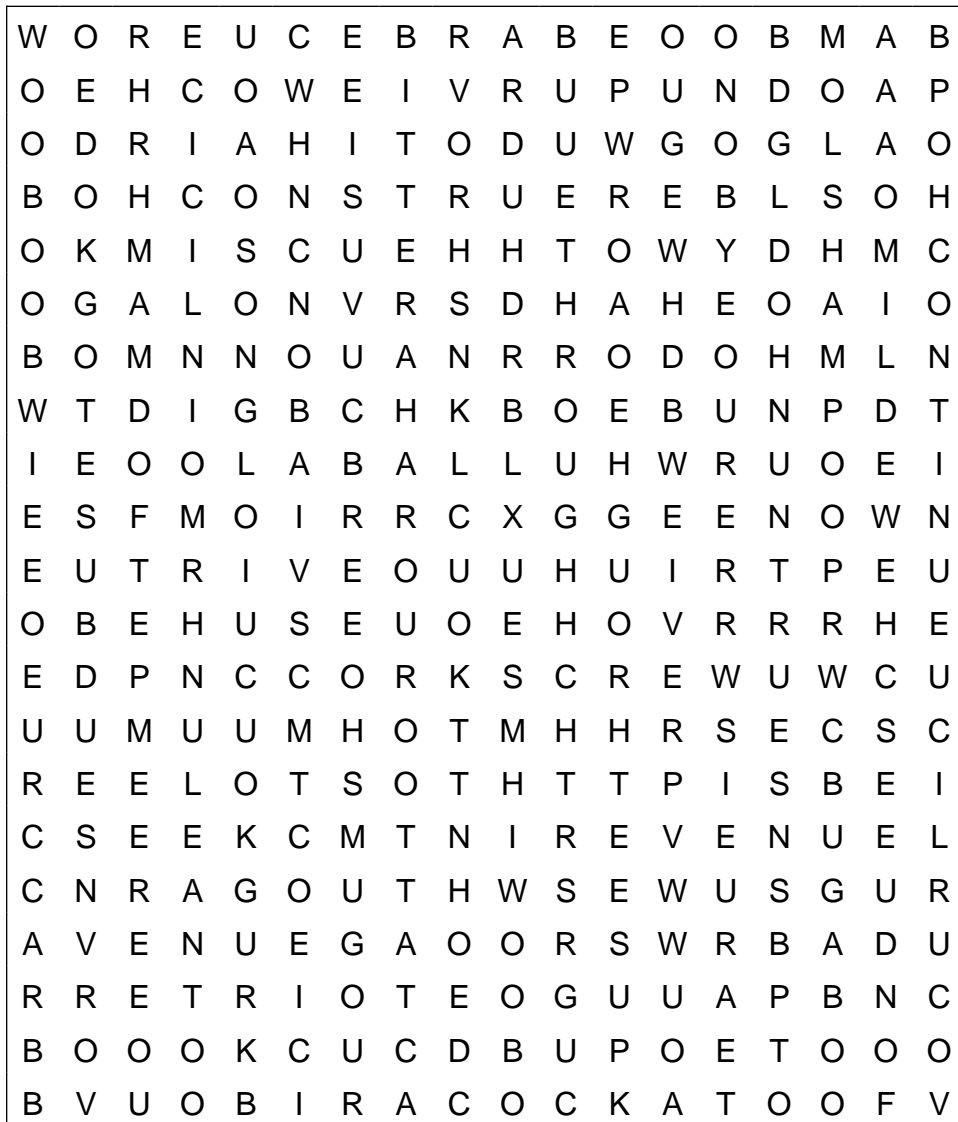 W O R E U C E B R A B E O O B M A B
O E H C O W E I V R U P U N D O A P
O D R I A H I T O D U W G O G L A O
B O H C O N S T R U E R E B L S O H
O K M I S C U E H H T O W Y D H M C
O G A L O N V R S D H A H E O A I O
B O M N N O U A N R R O D O H M L N
W T D I G B C H K B O E B U N P D T
I E O O L A B A L L U H W R U O E I
E S F M O I R R C X G G E E N O W N
E U T R I V E O U U H U I R T P E U
O B E H U S E U O E H O V R R R H E
E D P N C C O R K S C R E W U W C U
U U M U U M H O T M H H R S E C S C
R E E L O T S O T H T T P I S B E I
C S E E K C M T N I R E V E N U E L
C N R A G O U T H W S E W U S G U R
A V E N U E G A O O R S W R B A D U
R R E T R I O T E O G U U A P B N C
B O O O K C U C D B U P O E T O O O
B V U O B I R A C O C K A T O O F V